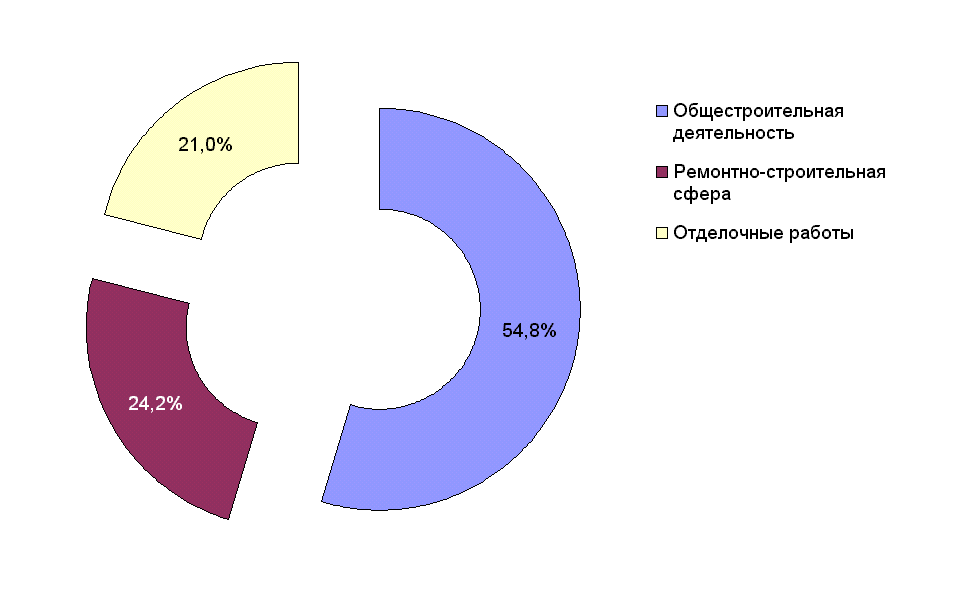 21,0%
54,8%
24,2%
Общестроительная
деятельность
Ремонтно-строительная
сфера
Отделочные работы